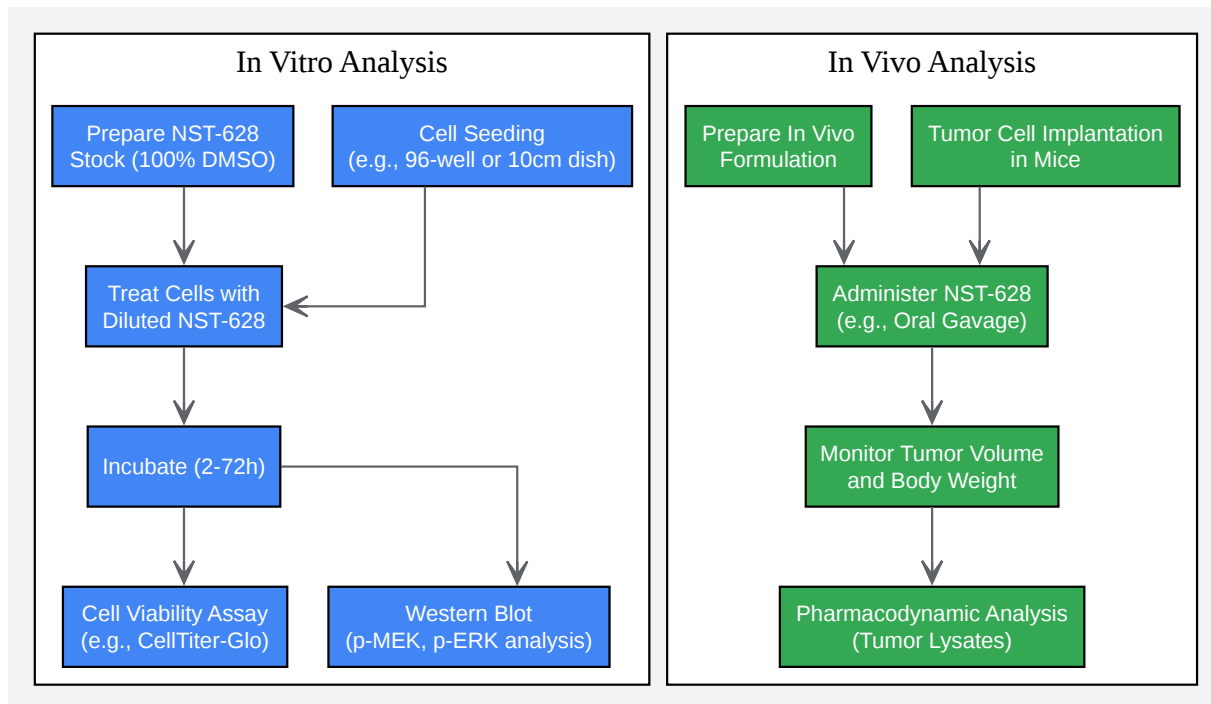 In Vitro Analysis
Prepare NST-628
Stock (100% DMSO)
Cell Seeding
(e.g., 96-well or 10cm dish)
Treat Cells with
Diluted NST-628
Incubate (2-72h)
Cell Viability Assay
(e.g., CellTiter-Glo)
Western Blot
(p-MEK, p-ERK analysis)
In Vivo Analysis
Prepare In Vivo
Formulation
Tumor Cell Implantation
in Mice
Administer NST-628
(e.g., Oral Gavage)
Monitor Tumor Volume
and Body Weight
Pharmacodynamic Analysis
(Tumor Lysates)